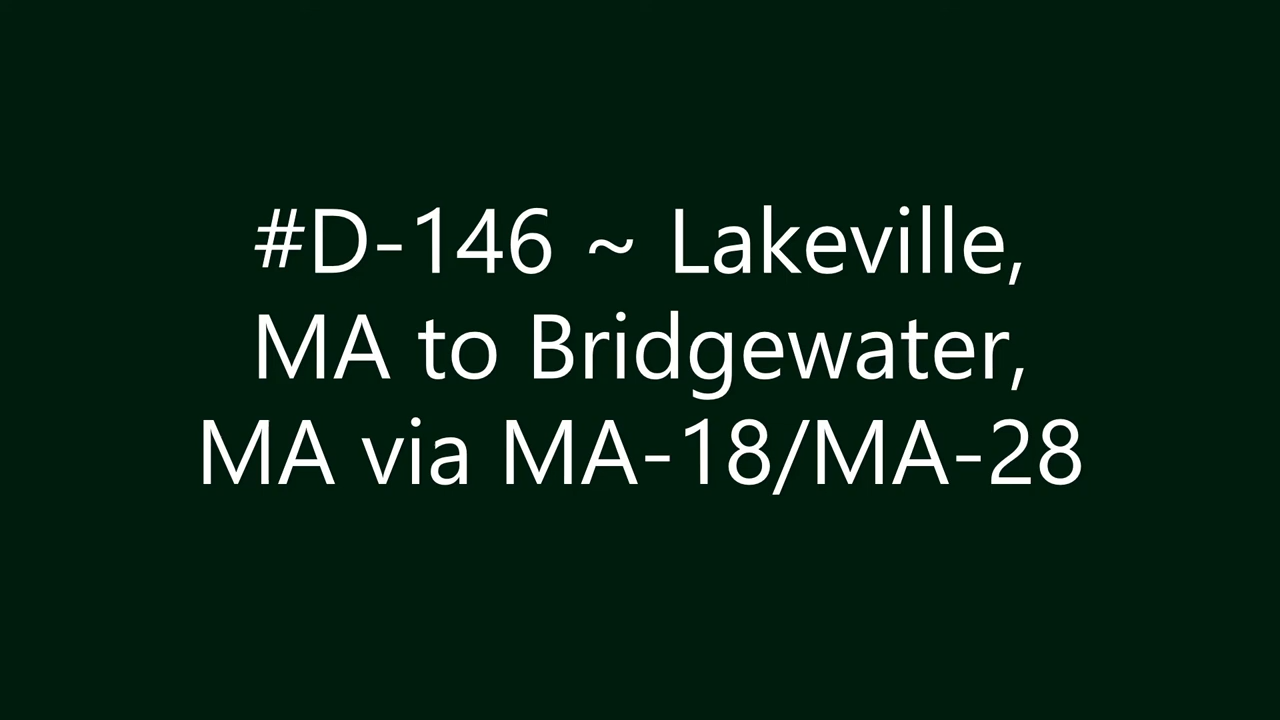 #D-146 ~ Lakeville,
MA to Bridgewater,
MA via MA-18/MA-28